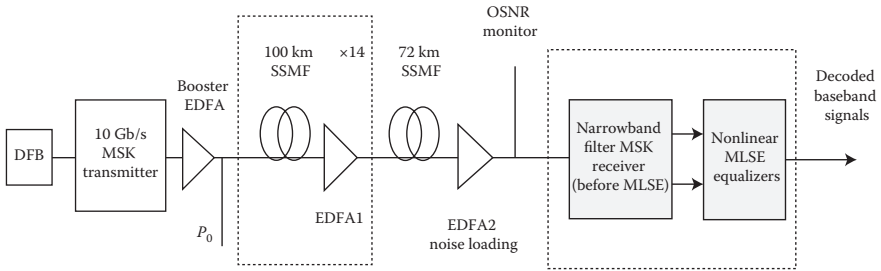 DFB
10 Gb/s
MSK
transmitter
Booster
EDFA
P0
100 km
SSMF
×14
EDFA1
72 km
SSMF
EDFA2
noise loading
OSNR
monitor
Narrowband
filter MSK
receiver
(before MLSE)
Nonlinear
MLSE
equalizers
Decoded
baseband
signals